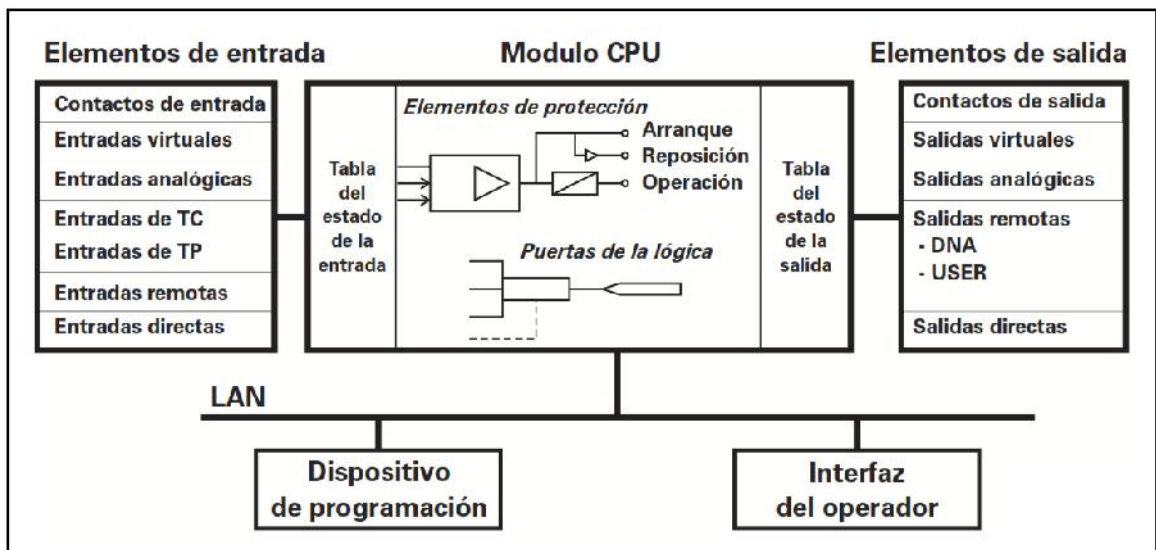 Elementos de entrada
Modulo CPU
Elementos de salida
Contactos de entrada
Entradas virtuales
Entradas analógicas
Entradas de TC
Entradas de TP
Entradas remotas
Entradas directas
Tabla
del
estado
de la
entrada
Elementos de protección
Arranque
Reposición
Operación
Puertas de la lógica
Tabla
del
estado
de la
salida
Contactos de salida
Salidas virtuales
Salidas analógicas
Salidas remotas
- DNA
- USER
Salidas directas
LAN
Dispositivo
de programación
Interfaz
del operador